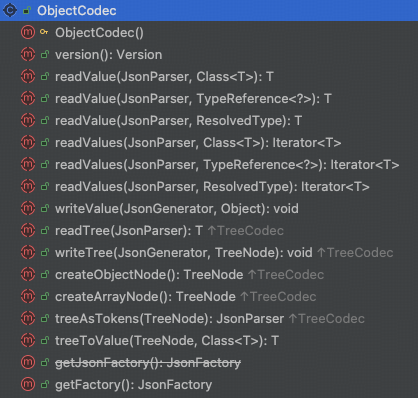 ObjectCodec
ObjectCodec()
version(): Version
readValue(JsonParser, Class<T>): T
readValue(JsonParser, TypeReference<?>): T
readValue(JsonParser, ResolvedType): T
readValues(JsonParser, Class<T>): Iterator<T>
readValues(JsonParser, TypeReference<?>): Iterator<T>
readValues(JsonParser, ResolvedType): Iterator<T>
writeValue(JsonGenerator, Object): void
readTree(JsonParser): T ↑TreeCodec
writeTree(JsonGenerator, TreeNode): void ↑TreeCodec
createObjectNode(): TreeNode ↑TreeCodec
createArrayNode(): TreeNode ↑TreeCodec
treeAsTokens(TreeNode): JsonParser ↑TreeCodec
treeToValue(TreeNode, Class<T>): T
getJsonFactory(): JsonFactory
getFactory(): JsonFactory